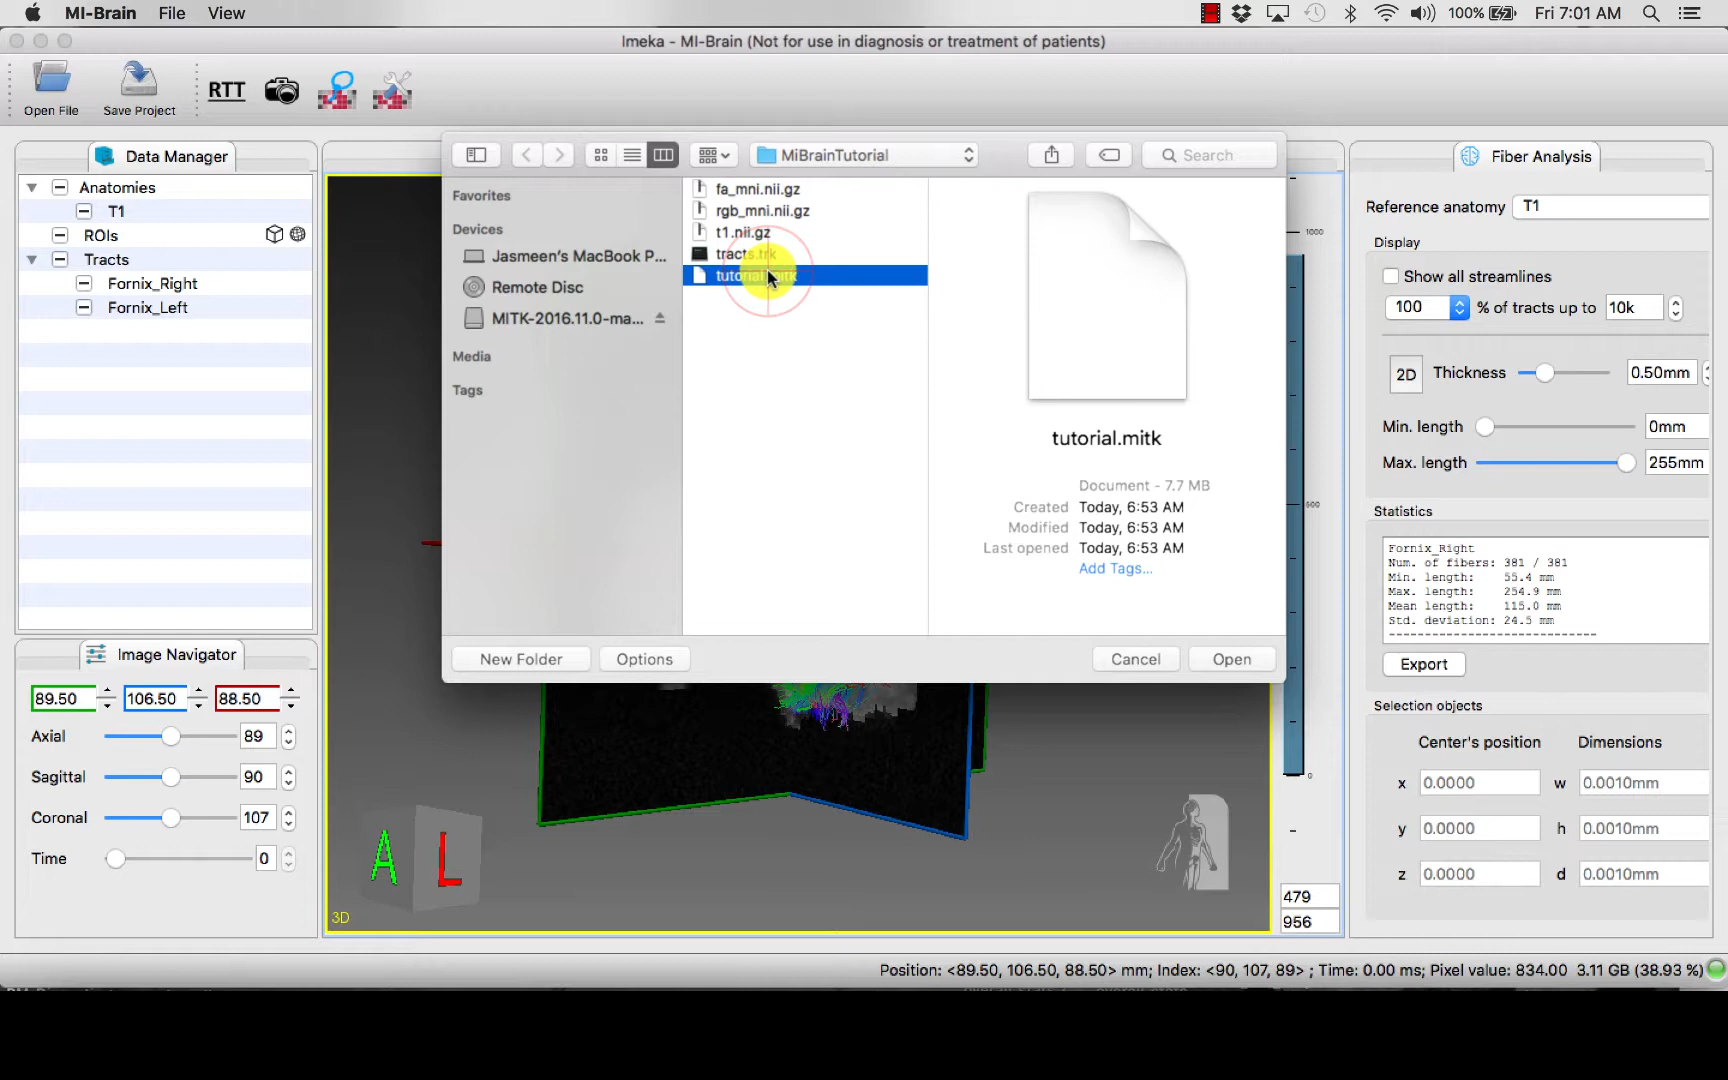 MI-Brain File View 100% Fri 7:01 AM
Imeka - MI-Brain (Not for use in diagnosis or treatment of patients)
Open File
Save Project
RTT
Data Manager
Anatomies
T1
ROIs
Tracts
Fornix_Right
Fornix_Left
Image Navigator
89.50 106.50 88.50
Axial 89
Sagittal 90
Coronal 107
Time 0
MiBrainTutorial
Search
Favorites
Devices
Jasmeen's MacBook P...
Remote Disc
MITK-2016.11.0-ma...
Media
Tags
fa_mni.nii.gz
rgb_mni.nii.gz
t1.nii.gz
tracts.trk
tutorial.mitk
tutorial.mitk
Document - 7.7 MB
Created Today, 6:53 AM
Modified Today, 6:53 AM
Last opened Today, 6:53 AM
Add Tags...
New Folder Options Cancel Open
A L
3D
1000
500
0
479
956
Fiber Analysis
Reference anatomy T1
Display
Show all streamlines
100 % of tracts up to 10k
2D Thickness 0.50mm
Min. length 0mm
Max. length 255mm
Statistics
Fornix_Right
Num. of fibers: 381 / 381
Min. length: 55.4 mm
Max. length: 254.9 mm
Mean length: 115.0 mm
Std. deviation: 24.5 mm
-----------------------------
Export
Selection objects
Center's position Dimensions
x 0.0000 w 0.0010mm
y 0.0000 h 0.0010mm
z 0.0000 d 0.0010mm
Position: <89.50, 106.50, 88.50> mm; Index: <90, 107, 89> ; Time: 0.00 ms; Pixel value: 834.00 3.11 GB (38.93 %)